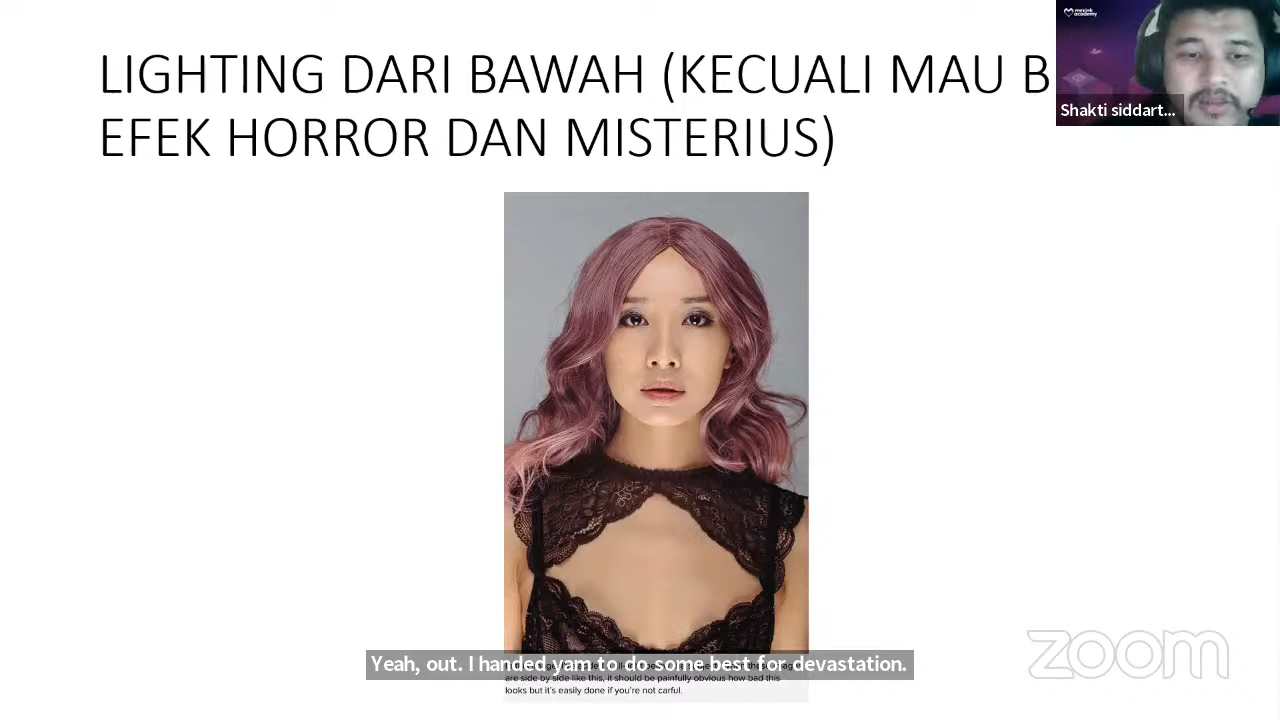 LIGHTING DARI BAWAH (KECUALI MAU B
EFEK HORROR DAN MISTERIUS)
mesjek
academy
Shakti siddart...
Yeah, out. I handed yam to do some best for devastation.
are side by side like this, it should be painfully obvious how bad this
looks but it's easily done if you're not carful.
zoom